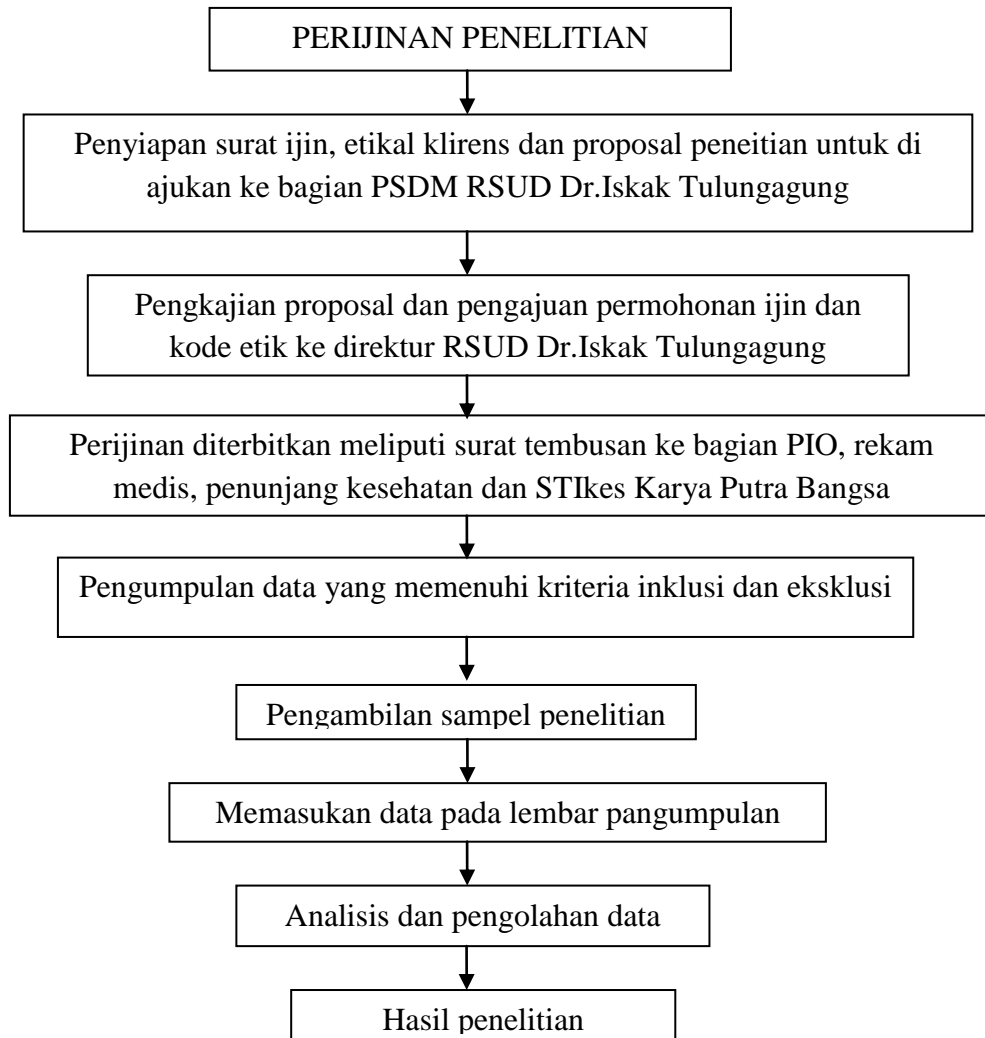 PERIJINAN PENELITIAN
Penyiapan surat ijin, etikal klirens dan proposal peneitian untuk di
ajukan ke bagian PSDM RSUD Dr.Iskak Tulungagung
Pengkajian proposal dan pengajuan permohonan ijin dan
kode etik ke direktur RSUD Dr.Iskak Tulungagung
Perijinan diterbitkan meliputi surat tembusan ke bagian PIO, rekam
medis, penunjang kesehatan dan STIkes Karya Putra Bangsa
Pengumpulan data yang memenuhi kriteria inklusi dan eksklusi
Pengambilan sampel penelitian
Memasukan data pada lembar pangumpulan
Analisis dan pengolahan data
Hasil penelitian